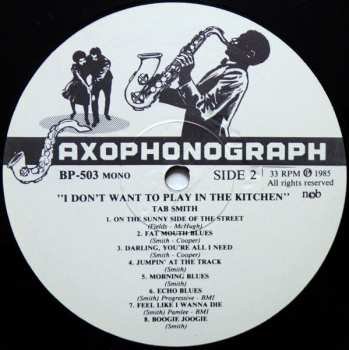 SAXOPHONOGRAPH
BP-503 MONO
SIDE 2
33 RPM Ⓟ 1985
All rights reserved
ncb
"I DON'T WANT TO PLAY IN THE KITCHEN"
TAB SMITH
1. ON THE SUNNY SIDE OF THE STREET
(Fields - McHugh)
2. FAT MOUTH BLUES
(Smith - Cooper)
3. DARLING, YOU'RE ALL I NEED
(Smith - Cooper)
4. JUMPIN' AT THE TRACK
(Smith)
5. MORNING BLUES
(Smith)
6. ECHO BLUES
(Smith) Progressive - BMI
7. FEEL LIKE I WANNA DIE
(Smith) Pamlee - BMI
8. BOOGIE JOOGIE
(Smith)